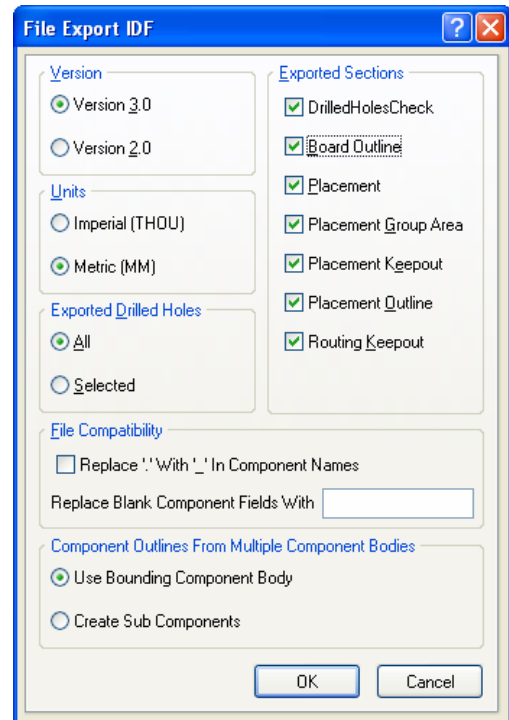 File Export IDF
Version
Version 3.0
Version 2.0
Units
Imperial (THOU)
Metric (MM)
Exported Drilled Holes
All
Selected
Exported Sections
DrilledHolesCheck
Board Outline
Placement
Placement Group Area
Placement Keepout
Placement Outline
Routing Keepout
File Compatibility
Replace '.' With '_' In Component Names
Replace Blank Component Fields With
Component Outlines From Multiple Component Bodies
Use Bounding Component Body
Create Sub Components
OK Cancel